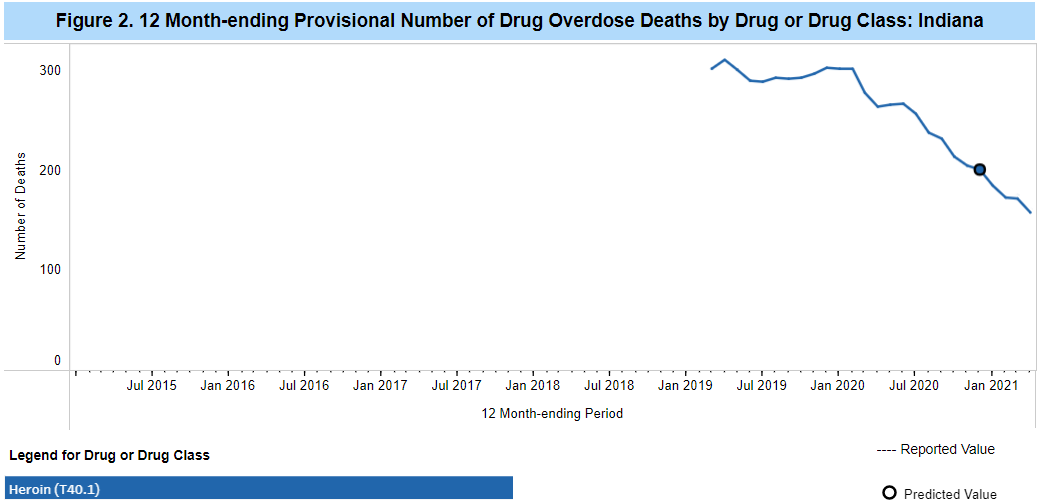 Figure 2. 12 Month-ending Provisional Number of Drug Overdose Deaths by Drug or Drug Class: Indiana
300
200
100
0
Number of Deaths
Jul 2015 Jan 2016 Jul 2016 Jan 2017 Jul 2017 Jan 2018 Jul 2018 Jan 2019 Jul 2019 Jan 2020 Jul 2020 Jan 2021
12 Month-ending Period
Legend for Drug or Drug Class
Heroin (T40.1)
---- Reported Value
Predicted Value